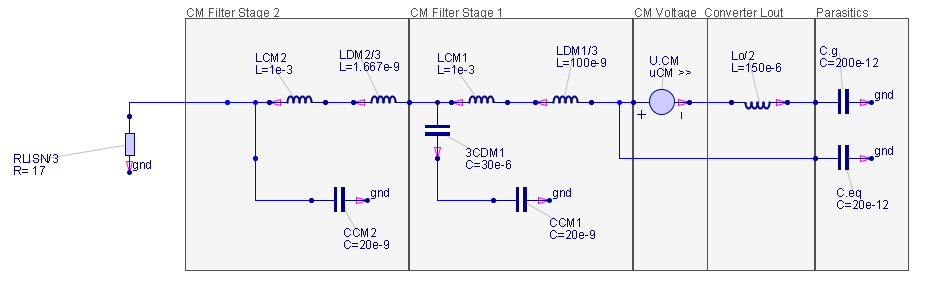 CM Filter Stage 2
CM Filter Stage 1
CM Voltage
Converter Lout
Parasitics
LCM2
L=1e-3
LDM2/3
L=1.667e-9
LCM1
L=1e-3
LDM1/3
L=100e-9
U.CM
uCM >>
Lo/2
L=150e-6
C.g
C=200e-12
gnd
+
-
RLISN/3
R= 17
gnd
3CDM1
C=30e-6
gnd
C.eq
C=20e-12
gnd
CCM2
C=20e-9
gnd
CCM1
C=20e-9